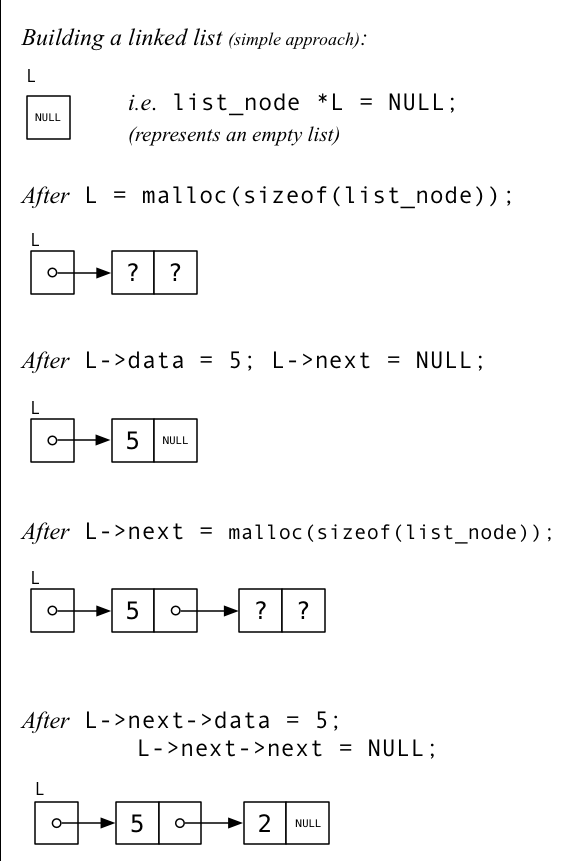 Building a linked list (simple approach):
L
NULL
i.e. list_node *L = NULL;
(represents an empty list)
After L = malloc(sizeof(list_node));
L
? ?
After L->data = 5; L->next = NULL;
L
5 NULL
After L->next = malloc(sizeof(list_node));
L
5 ? ?
After L->next->data = 5;
L->next->next = NULL;
L
5 2 NULL